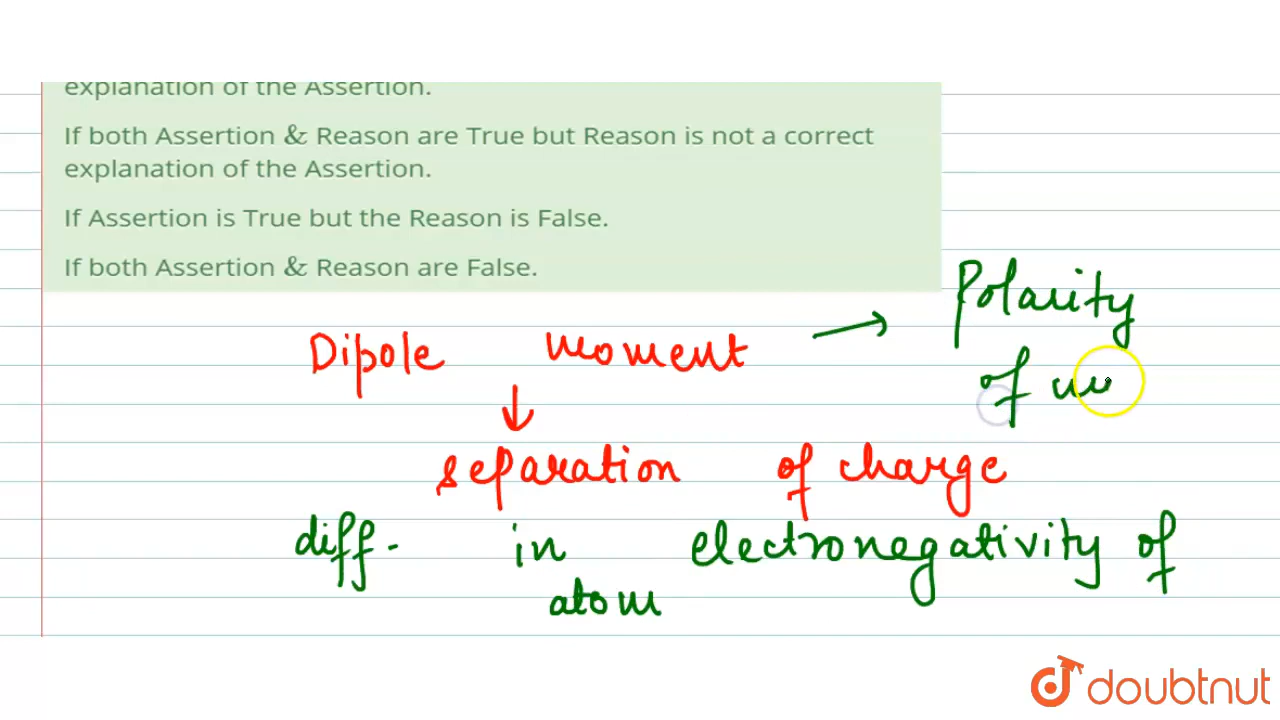 explanation of the Assertion.
If both Assertion & Reason are True but Reason is not a correct
explanation of the Assertion.
If Assertion is True but the Reason is False.
If both Assertion & Reason are False.
Polarity
Dipole moment →
of
↓
separation of charge
diff. in electronegativity of
atom
doubtnut